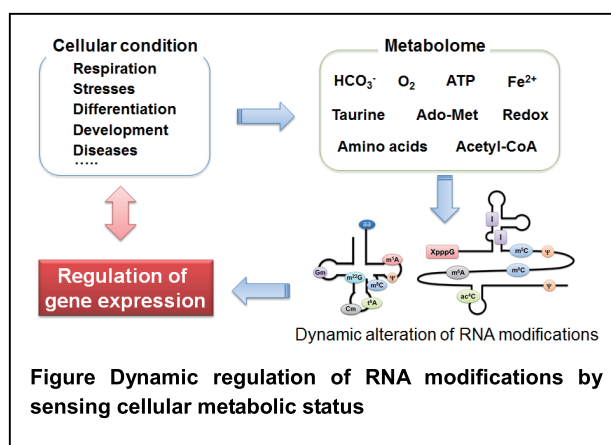 Cellular condition
Respiration
Stresses
Differentiation
Development
Diseases
.....
Metabolome
HCO₃⁻ O₂ ATP Fe²⁺
Taurine Ado-Met Redox
Amino acids Acetyl-CoA
Regulation of
gene expression
Gm
m²²G
m¹A
Ψ
m⁵C
t⁶A
Cm
XpppG
I
I
m⁵C
Ψ
m⁶A
m⁵C
ac⁴C
Ψ
Dynamic alteration of RNA modifications
Figure Dynamic regulation of RNA modifications by
sensing cellular metabolic status